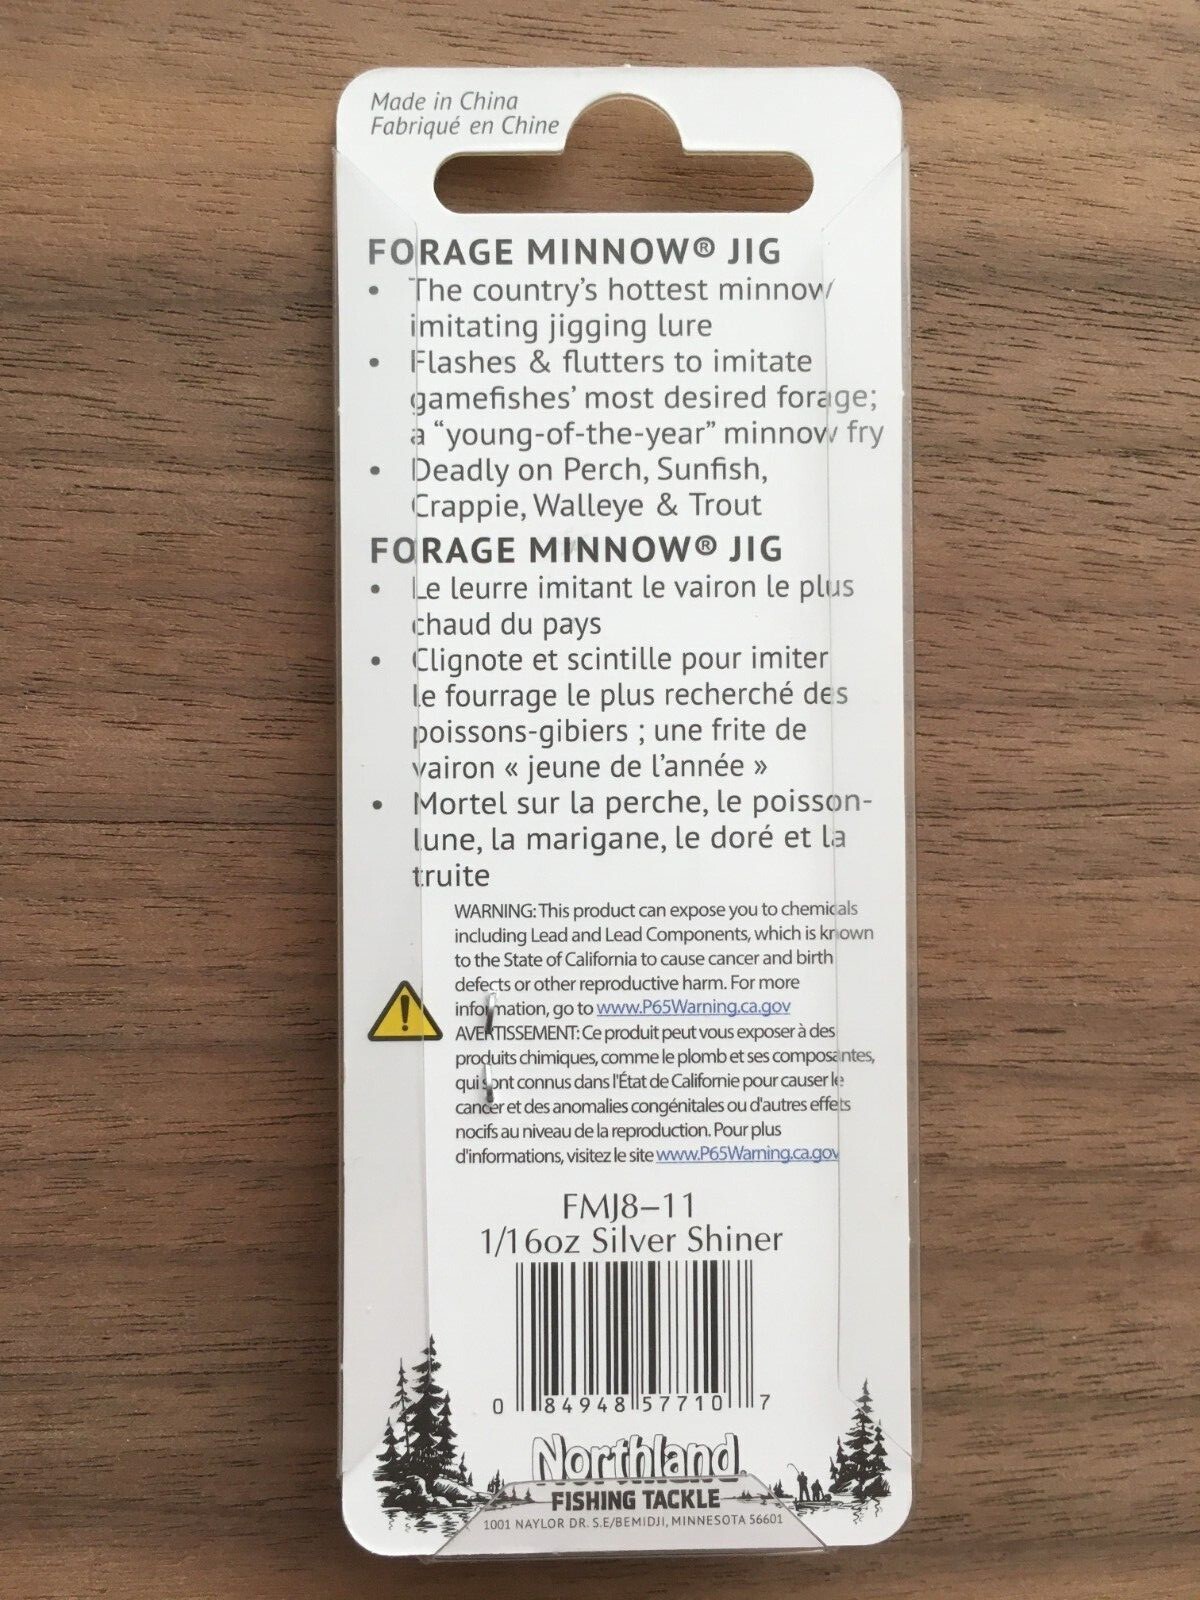 Made in China
Fabriqué en Chine
FORAGE MINNOW® JIG
• The country's hottest minnow
imitating jigging lure
• Flashes & flutters to imitate
gamefishes' most desired forage;
a “young-of-the-year” minnow fry
• Deadly on Perch, Sunfish,
Crappie, Walleye & Trout
FORAGE MINNOW® JIG
• Le leurre imitant le vairon le plus
chaud du pays
• Clignote et scintille pour imiter
le fourrage le plus recherché des
poissons-gibiers ; une frite de
vairon « jeune de l'année »
• Mortel sur la perche, le poisson-
lune, la marigane, le doré et la
truite
WARNING: This product can expose you to chemicals
including Lead and Lead Components, which is known
to the State of California to cause cancer and birth
defects or other reproductive harm. For more
information, go to www.P65Warning.ca.gov
AVERTISSEMENT: Ce produit peut vous exposer à des
produits chimiques, comme le plomb et ses composantes,
qui sont connus dans l'État de Californie pour causer le
cancer et des anomalies congénitales ou d'autres effets
nocifs au niveau de la reproduction. Pour plus
d'informations, visitez le site www.P65Warning.ca.gov
FMJ8–11
1/16oz Silver Shiner
0 84948 57710 7
Northland
FISHING TACKLE
1001 NAYLOR DR. S.E/BEMIDJI, MINNESOTA 56601